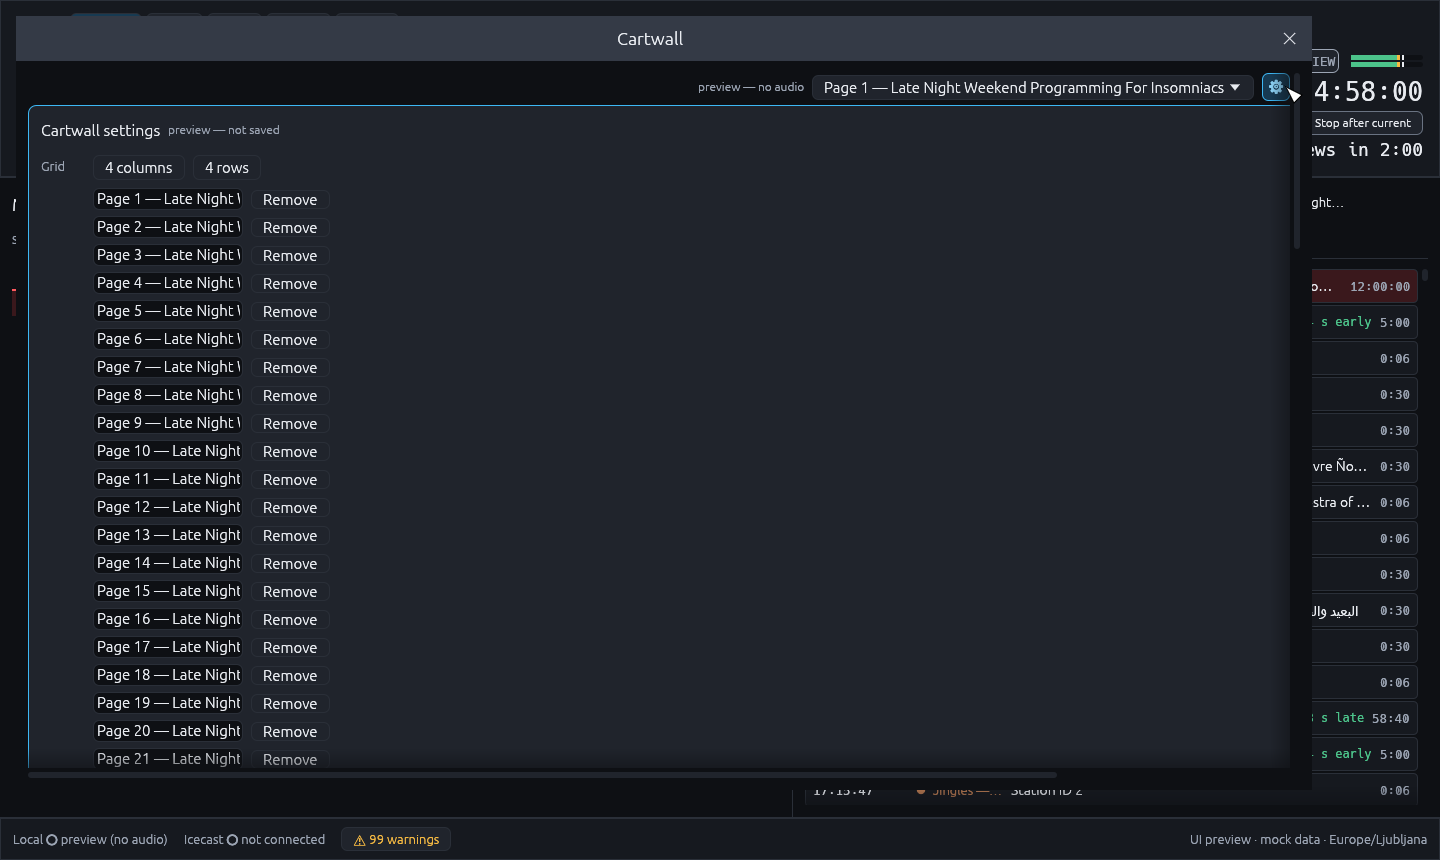 Cartwall
preview — no audio
Page 1 — Late Night Weekend Programming For Insomniacs
Cartwall settings preview — not saved
Grid 4 columns 4 rows
Page 1 — Late Night Remove
Page 2 — Late Night Remove
Page 3 — Late Night Remove
Page 4 — Late Night Remove
Page 5 — Late Night Remove
Page 6 — Late Night Remove
Page 7 — Late Night Remove
Page 8 — Late Night Remove
Page 9 — Late Night Remove
Page 10 — Late Night Remove
Page 11 — Late Night Remove
Page 12 — Late Night Remove
Page 13 — Late Night Remove
Page 14 — Late Night Remove
Page 15 — Late Night Remove
Page 16 — Late Night Remove
Page 17 — Late Night Remove
Page 18 — Late Night Remove
Page 19 — Late Night Remove
Page 20 — Late Night Remove
Page 21 — Late Night Remove
IEW
4:58:00
Stop after current
ews in 2:00
ght…
o… 12:00:00
s early 5:00
0:06
0:30
0:30
vre Ño… 0:30
stra of … 0:06
0:06
0:30
البعيد وال 0:30
0:30
0:06
s late 58:40
s early 5:00
17:15:47 Jingles —… Station ID 2 0:06
Local preview (no audio) Icecast not connected 99 warnings
UI preview · mock data · Europe/Ljubljana